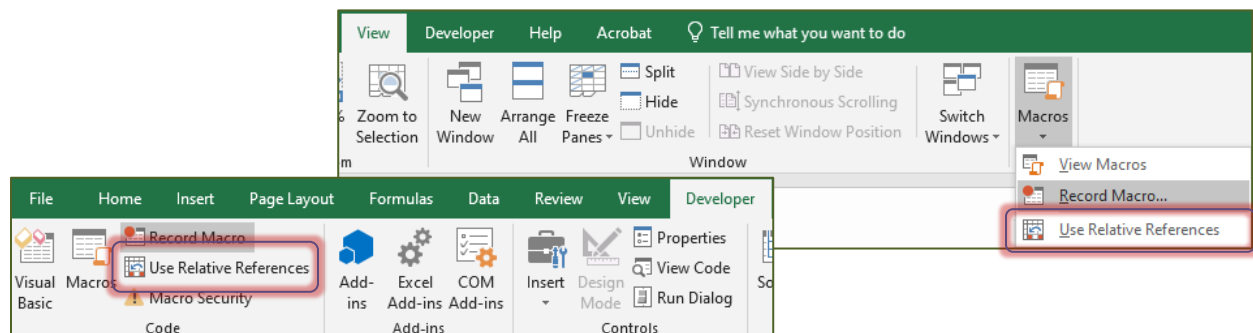 View Developer Help Acrobat Tell me what you want to do
Zoom to Selection
New Window
Arrange All
Freeze Panes
Split
Hide
Unhide
View Side by Side
Synchronous Scrolling
Reset Window Position
Switch Windows
Macros
Window
View Macros
Record Macro...
Use Relative References
File Home Insert Page Layout Formulas Data Review View Developer
Visual Basic
Macros
Record Macro
Use Relative References
Macro Security
Code
Add-ins
Excel Add-ins
COM Add-ins
Add-ins
Insert
Design Mode
Properties
View Code
Run Dialog
Controls